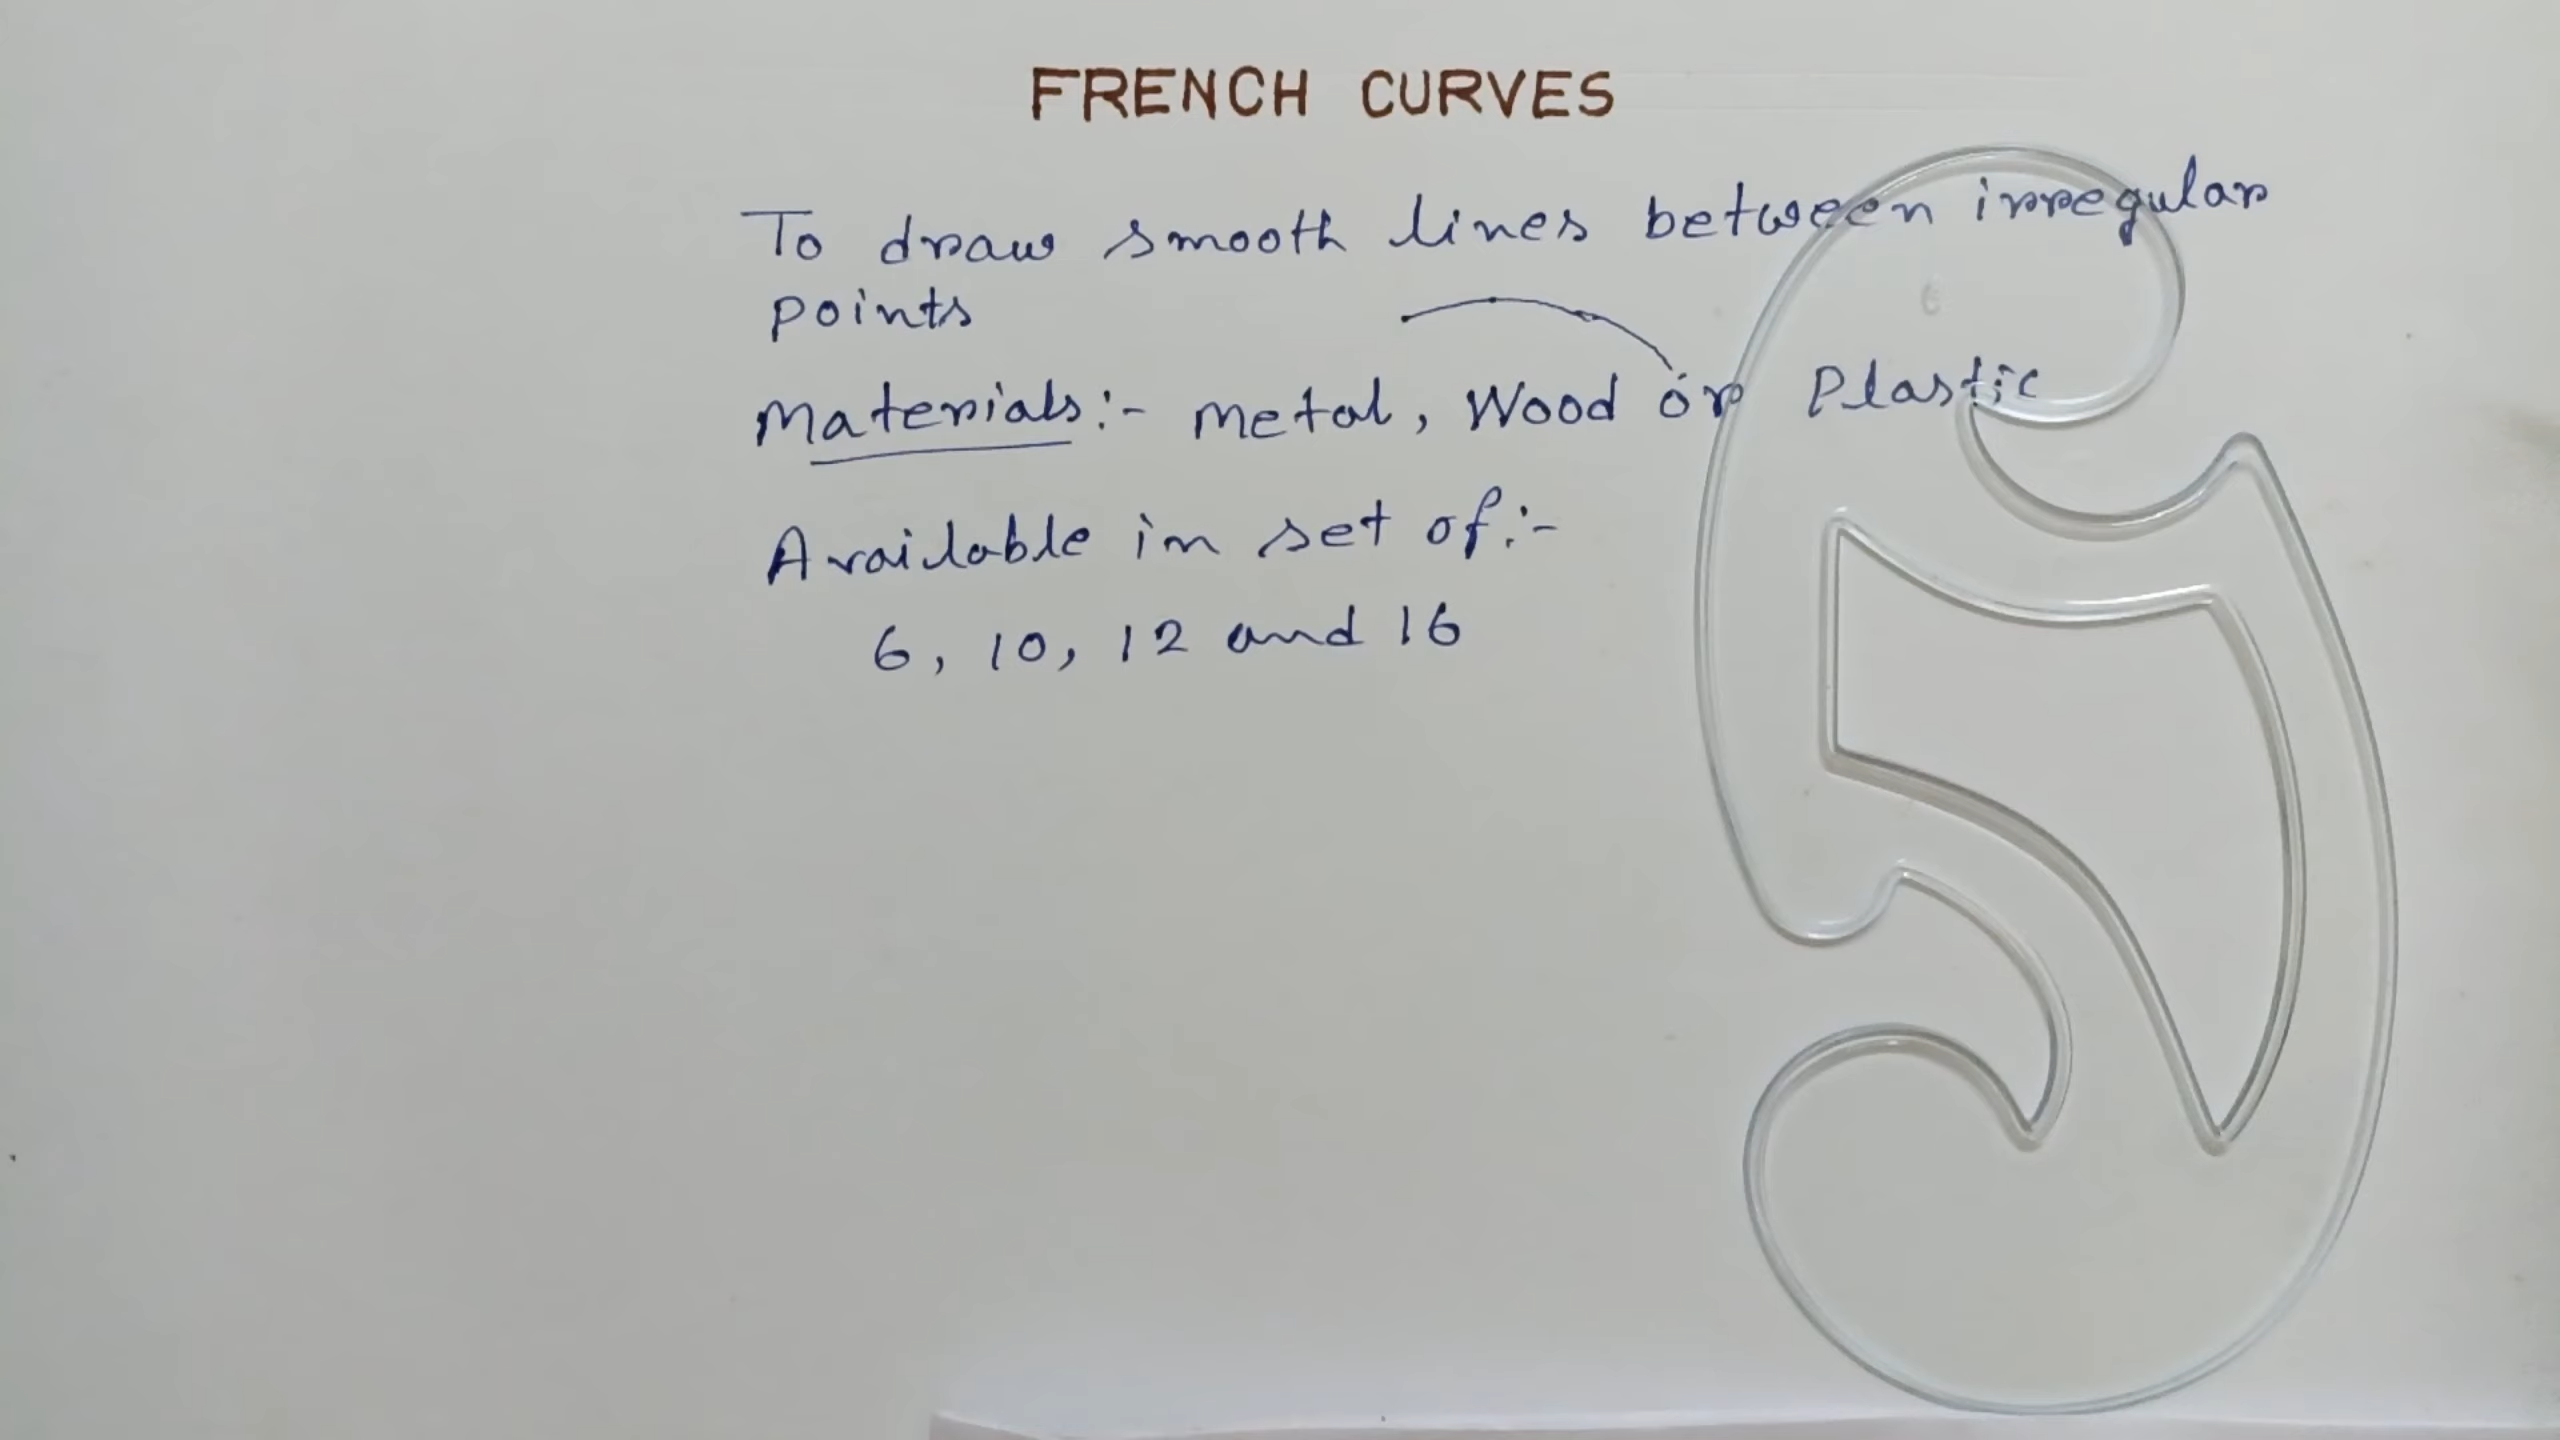 FRENCH CURVES
To draw smooth lines between irregular
points
Materials:- Metal, Wood or Plastic
Available in set of:-
6, 10, 12 and 16
6